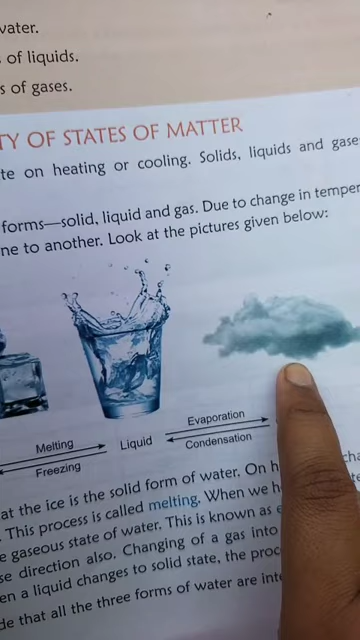 water.
of liquids.
s of gases.
TY OF STATES OF MATTER
te on heating or cooling. Solids, liquids and gase
forms—solid, liquid and gas. Due to change in temper
ne to another. Look at the pictures given below:
Evaporation
Melting
Liquid
Condensation
Freezing
at the ice is the solid form of water. On h
This process is called melting. When we h
e gaseous state of water. This is known as e
se direction also. Changing of a gas into
en a liquid changes to solid state, the proc
de that all the three forms of water are inte